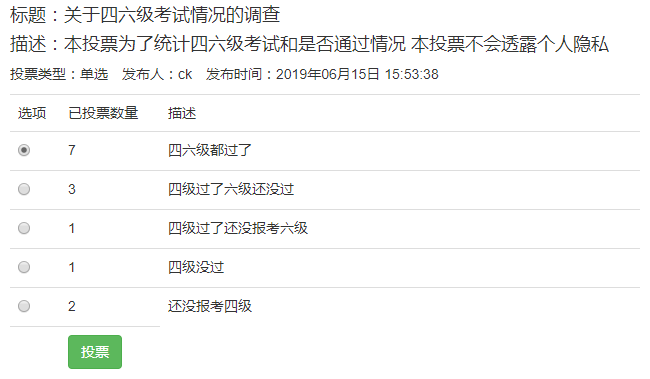 标题：关于四六级考试情况的调查
描述：本投票为了统计四六级考试和是否通过情况 本投票不会透露个人隐私
投票类型：单选 发布人：ck 发布时间：2019年06月15日 15:53:38
选项 已投票数量 描述
7 四六级都过了
3 四级过了六级还没过
1 四级过了还没报考六级
1 四级没过
2 还没报考四级
投票